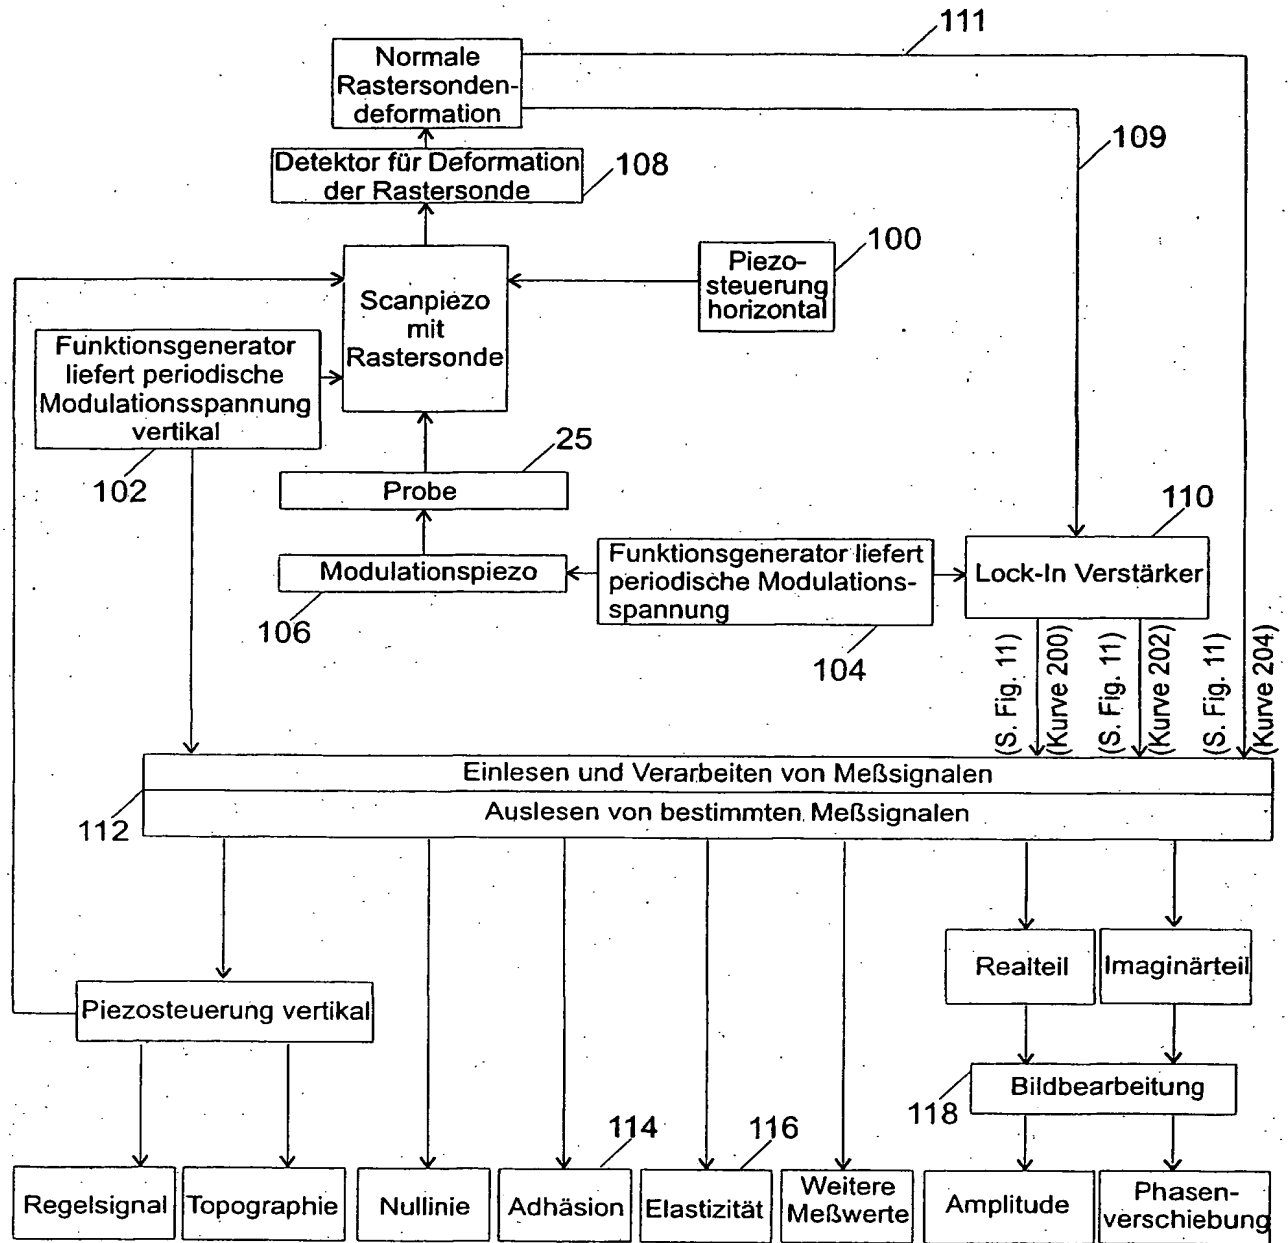 111
Normale
Rastersonden-
deformation
109
Detektor für Deformation
der Rastersonde
108
100
Piezo-
steuerung
horizontal
Scanpiezo
mit
Rastersonde
Funktionsgenerator
liefert periodische
Modulationsspannung
vertikal
102
25
Probe
110
Modulationspiezo
106
Funktionsgenerator liefert
periodische Modulations-
spannung
104
Lock-In Verstärker
(S. Fig. 11)
(Kurve 200)
(S. Fig. 11)
(Kurve 202)
(S. Fig. 11)
(Kurve 204)
Einlesen und Verarbeiten von Meßsignalen
Auslesen von bestimmten Meßsignalen
112
Realteil
Imaginärteil
Piezosteuerung vertikal
Bildbearbeitung
118
114
116
Regelsignal
Topographie
Nullinie
Adhäsion
Elastizität
Weitere
Meßwerte
Amplitude
Phasen-
verschiebung